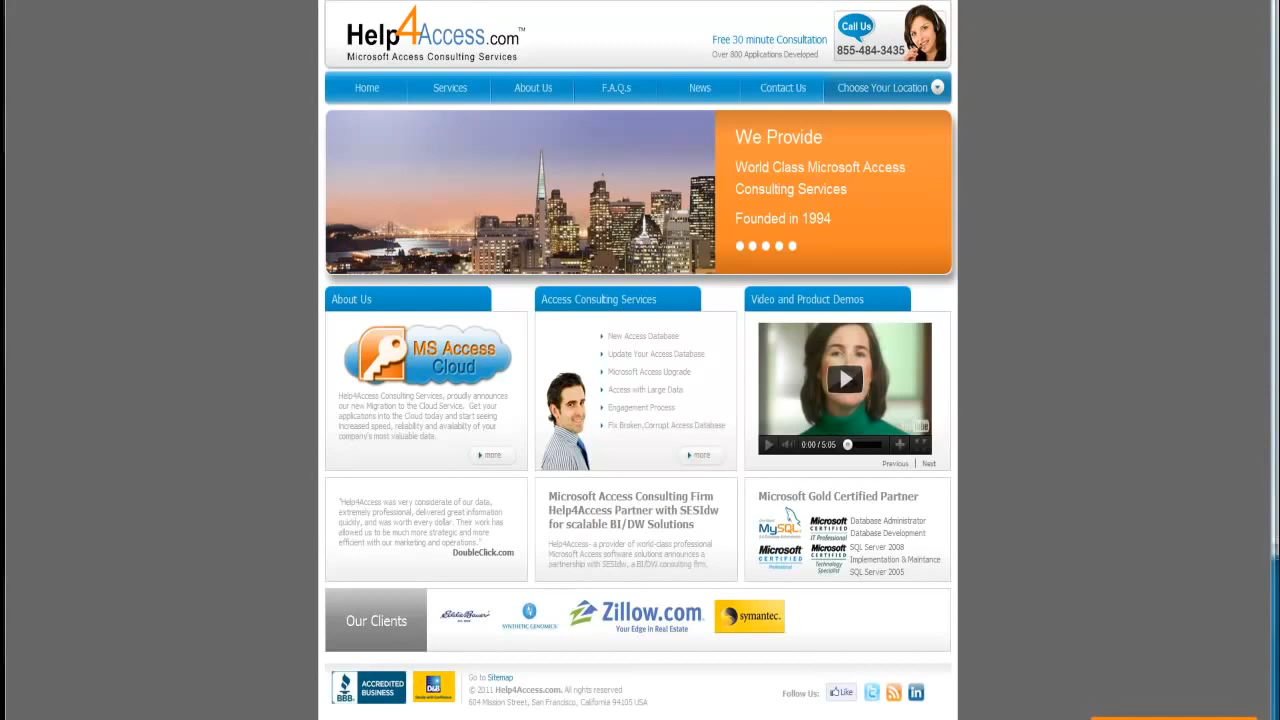 Help4Access.com™
Microsoft Access Consulting Services
Free 30 minute Consultation
Over 800 Applications Developed
Call Us
855-484-3435
Home
Services
About Us
F.A.Q.s
News
Contact Us
Choose Your Location
We Provide
World Class Microsoft Access
Consulting Services
Founded in 1994
About Us
MS Access
Cloud
Help4Access Consulting Services, proudly announces
our new Migration to the Cloud Service. Get your
applications into the Cloud today and start seeing
increased speed, reliability and availabilty of your
company's most valuable data.
more
Access Consulting Services
New Access Database
Update Your Access Database
Microsoft Access Upgrade
Access with Large Data
Engagement Process
Fix Broken,Corrupt Access Database
more
Video and Product Demos
0:00 / 5:05
Previous | Next
"Help4Access was very considerate of our data,
extremely professional, delivered great information
quickly, and was worth every dollar. Their work has
allowed us to be much more strategic and more
efficient with our marketing and operations."
DoubleClick.com
Microsoft Access Consulting Firm
Help4Access Partner with SESIdw
for scalable BI/DW Solutions
Help4Access- a provider of world-class professional
Microsoft Access software solutions announces a
partnership with SESIdw, a BI/DW consulting firm.
Microsoft Gold Certified Partner
MySQL
Microsoft
CERTIFIED
IT Professional
Microsoft
CERTIFIED
Professional
Microsoft
CERTIFIED
Technology
Specialist
Database Administrator
Database Development
SQL Server 2008
Implementation & Maintance
SQL Server 2005
Our Clients
Eddie Bauer
SYNTHETIC GENOMICS
Zillow.com
Your Edge in Real Estate
symantec.
BBB
ACCREDITED
BUSINESS
D&B
Go to Sitemap
© 2011 Help4Access.com. All rights reserved
604 Mission Street, San Francisco, California 94105 USA
Follow Us:
Like